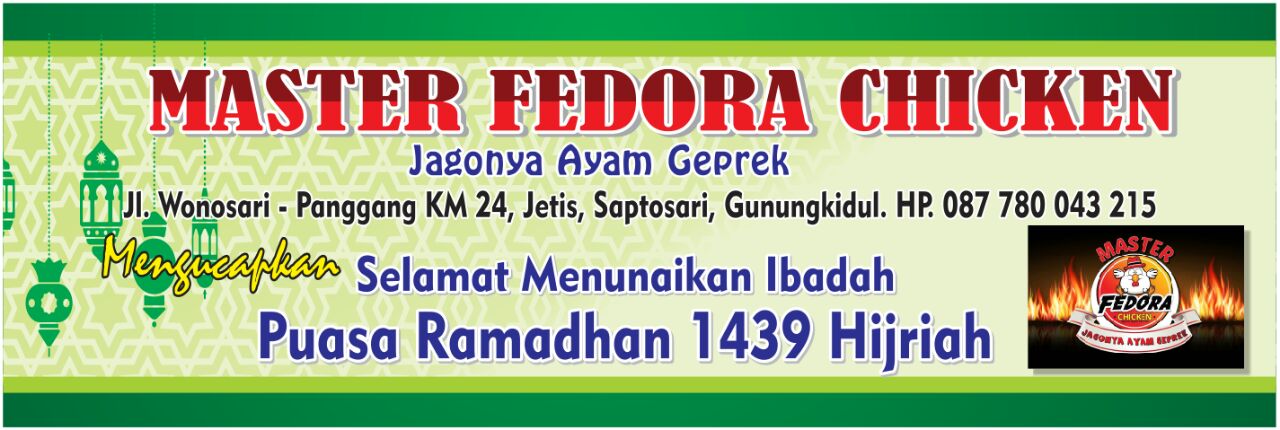 MASTER FEDORA CHICKEN
Jagonya Ayam Geprek
Jl. Wonosari - Panggang KM 24, Jetis, Saptosari, Gunungkidul. HP. 087 780 043 215
Mengucapkan
Selamat Menunaikan Ibadah
Puasa Ramadhan 1439 Hijriah
MASTER
FEDORA
CHICKEN
JAGONYA AYAM GEPREK